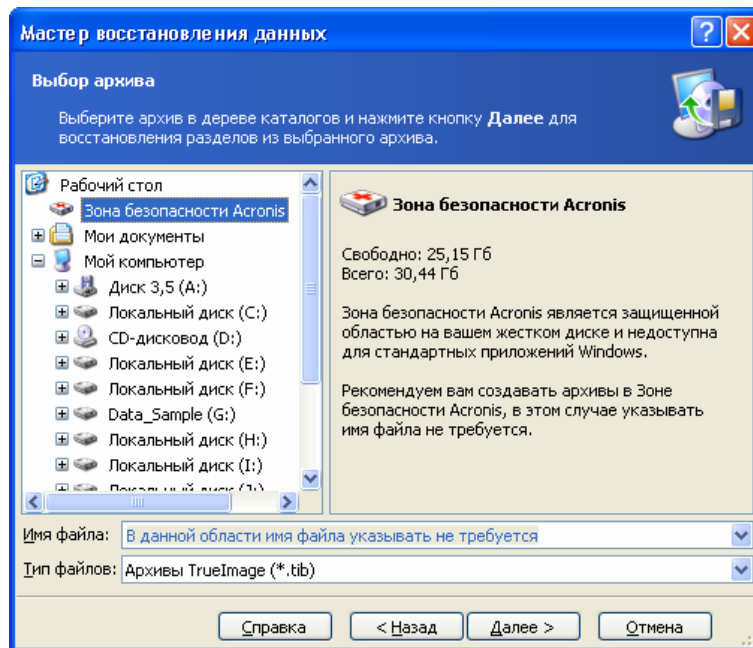 Мастер восстановления данных
Выбор архива
Выберите архив в дереве каталогов и нажмите кнопку Далее для
восстановления разделов из выбранного архива.
Рабочий стол
Зона безопасности Acronis
Мои документы
Мой компьютер
Диск 3,5 (A:)
Локальный диск (C:)
CD-дисковод (D:)
Локальный диск (E:)
Локальный диск (F:)
Data_Sample (G:)
Локальный диск (H:)
Локальный диск (I:)
Локальный диск (J:)
Зона безопасности Acronis
Свободно: 25,15 Гб
Всего: 30,44 Гб
Зона безопасности Acronis является защищенной
областью на вашем жестком диске и недоступна
для стандартных приложений Windows.
Рекомендуем вам создавать архивы в Зоне
безопасности Acronis, в этом случае указывать
имя файла не требуется.
Имя файла: В данной области имя файла указывать не требуется
Тип файлов: Архивы TrueImage (*.tib)
Справка
< Назад
Далее >
Отмена